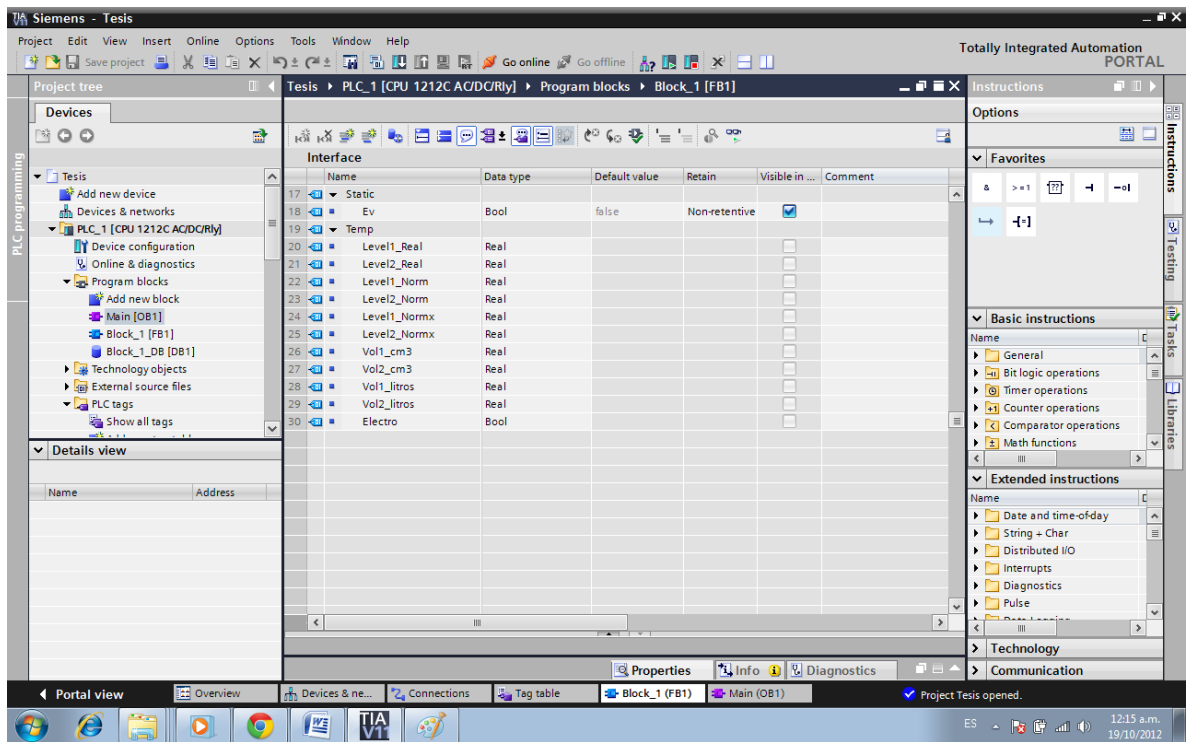 Siemens - Tesis
Project Edit View Insert Online Options Tools Window Help
Save project Go online Go offline
Totally Integrated Automation
PORTAL
Project tree
Tesis PLC_1 [CPU 1212C AC/DC/Rly] Program blocks Block_1 [FB1]
Instructions
Devices
Options
PLC programming
Tesis
Add new device
Devices & networks
PLC_1 [CPU 1212C AC/DC/Rly]
Device configuration
Online & diagnostics
Program blocks
Add new block
Main [OB1]
Block_1 [FB1]
Block_1_DB [DB1]
Technology objects
External source files
PLC tags
Show all tags
Details view
Name Address
Interface
Name Data type Default value Retain Visible in ... Comment
17 Static
18 Ev Bool false Non-retentive
19 Temp
20 Level1_Real Real
21 Level2_Real Real
22 Level1_Norm Real
23 Level2_Norm Real
24 Level1_Normx Real
25 Level2_Normx Real
26 Vol1_cm3 Real
27 Vol2_cm3 Real
28 Vol1_litros Real
29 Vol2_litros Real
30 Electro Bool
Properties Info Diagnostics
Favorites
& >=1 ??
Basic instructions
Name
General
Bit logic operations
Timer operations
Counter operations
Comparator operations
Math functions
Extended instructions
Name
Date and time-of-day
String + Char
Distributed I/O
Interrupts
Diagnostics
Pulse
Data Logging
Technology
Communication
Instructions
Testing
Tasks
Libraries
Portal view Overview Devices & ne... Connections Tag table Block_1 (FB1) Main (OB1) Project Tesis opened.
TIA
V11
ES 12:15 a.m.
19/10/2012